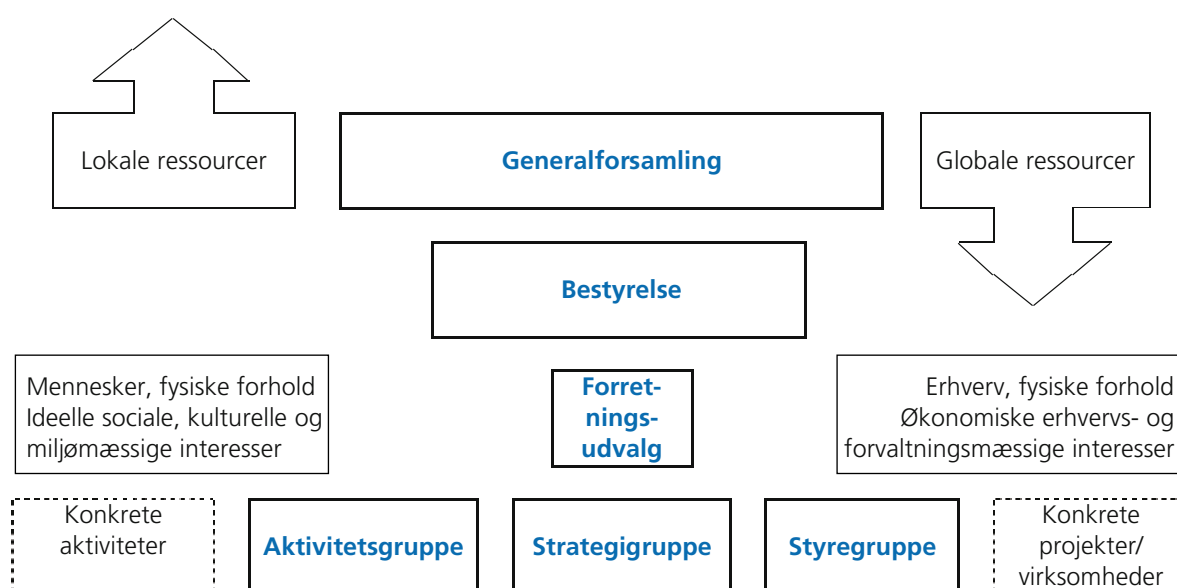 Lokale ressourcer
Generalforsamling
Globale ressourcer
Bestyrelse
Mennesker, fysiske forhold
Ideelle sociale, kulturelle og
miljømæssige interesser
Forret-
nings-
udvalg
Erhverv, fysiske forhold
Økonomiske erhvervs- og
forvaltningsmæssige interesser
Konkrete
aktiviteter
Aktivitetsgruppe
Strategigruppe
Styregruppe
Konkrete
projekter/
virksomheder